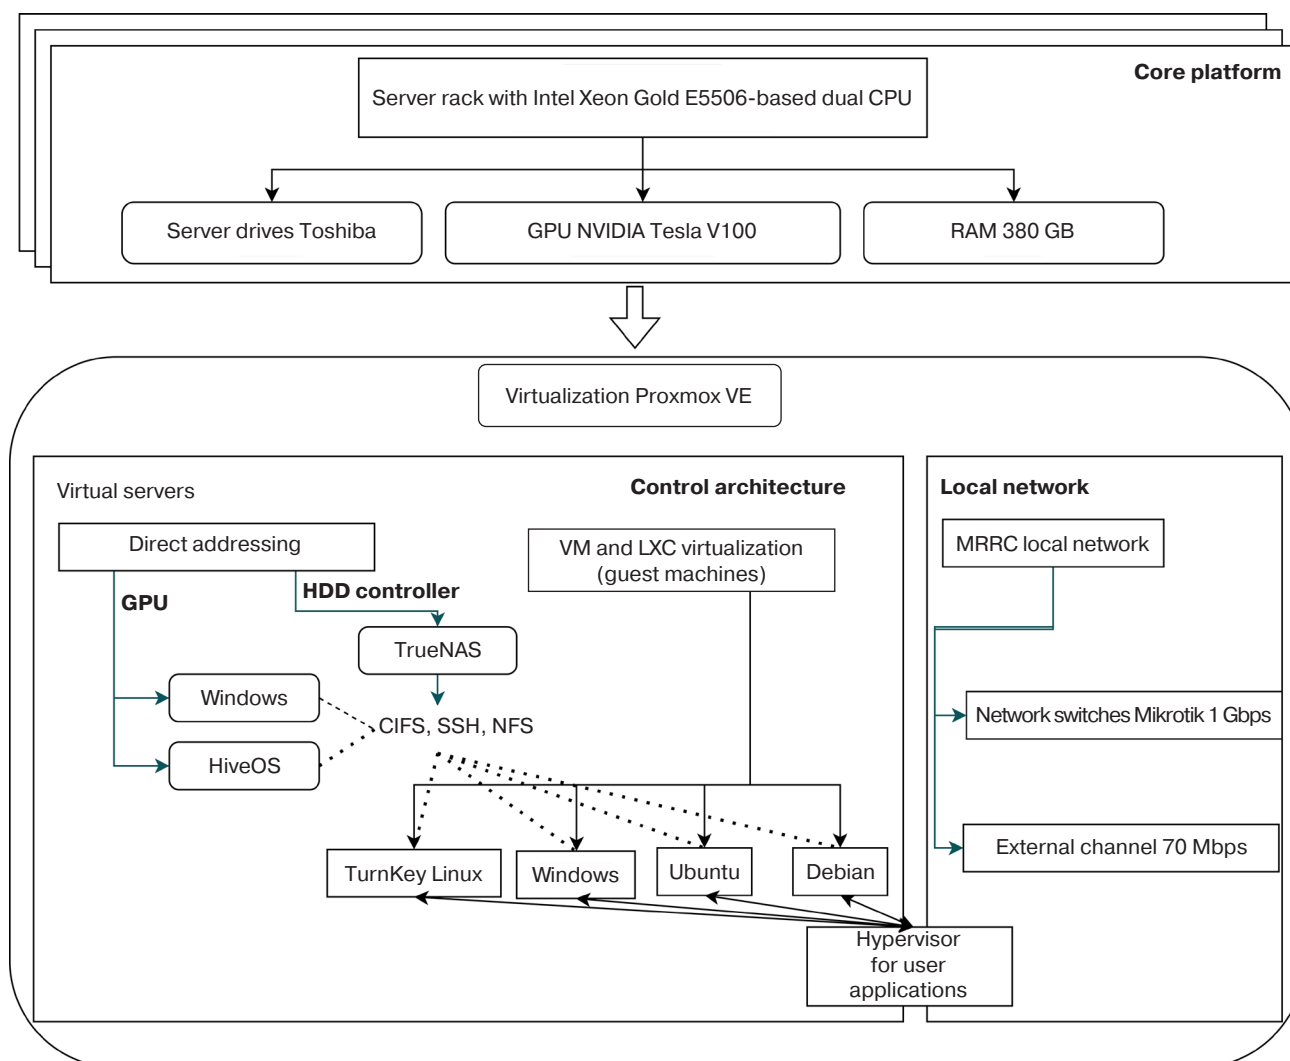 Core platform
Server rack with Intel Xeon Gold E5506-based dual CPU
Server drives Toshiba
GPU NVIDIA Tesla V100
RAM 380 GB
Virtualization Proxmox VE
Virtual servers
Control architecture
Direct addressing
GPU
HDD controller
TrueNAS
Windows
HiveOS
CIFS, SSH, NFS
VM and LXC virtualization
(guest machines)
TurnKey Linux
Windows
Ubuntu
Debian
Hypervisor
for user
applications
Local network
MRRC local network
Network switches Mikrotik 1 Gbps
External channel 70 Mbps